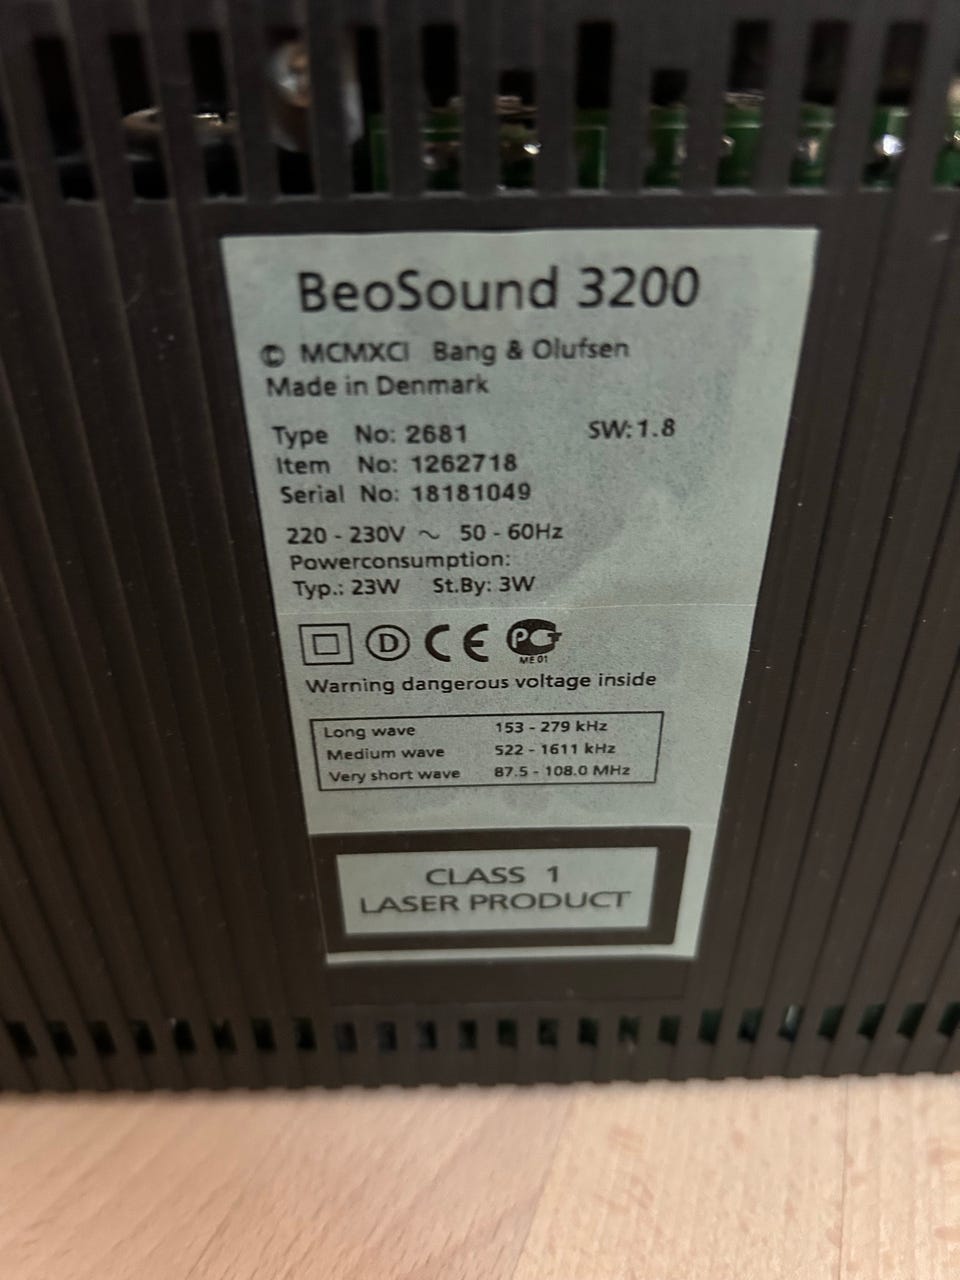 BeoSound 3200
© MCMXCI Bang & Olufsen
Made in Denmark
Type No: 2681 SW:1.8
Item No: 1262718
Serial No: 18181049
220 - 230V ~ 50 - 60Hz
Powerconsumption:
Typ.: 23W St.By: 3W
D CE PCT
ME01
Warning dangerous voltage inside
Long wave 153 - 279 kHz
Medium wave 522 - 1611 kHz
Very short wave 87.5 - 108.0 MHz
CLASS 1
LASER PRODUCT